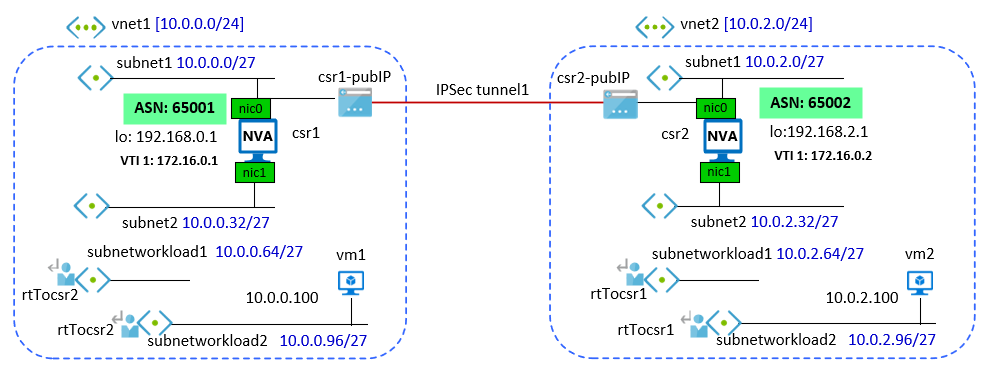 vnet1 [10.0.0.0/24]
subnet1 10.0.0.0/27
ASN: 65001
lo: 192.168.0.1
VTI 1: 172.16.0.1
nic0
NVA
csr1
nic1
csr1-pubIP
subnet2 10.0.0.32/27
subnetworkload1 10.0.0.64/27
rtTocsr2
vm1
10.0.0.100
rtTocsr2
subnetworkload2 10.0.0.96/27
IPSec tunnel1
vnet2 [10.0.2.0/24]
subnet1 10.0.2.0/27
csr2-pubIP
nic0
ASN: 65002
csr2
NVA
lo:192.168.2.1
VTI 1: 172.16.0.2
nic1
subnet2 10.0.2.32/27
subnetworkload1 10.0.2.64/27
rtTocsr1
vm2
10.0.2.100
rtTocsr1
subnetworkload2 10.0.2.96/27